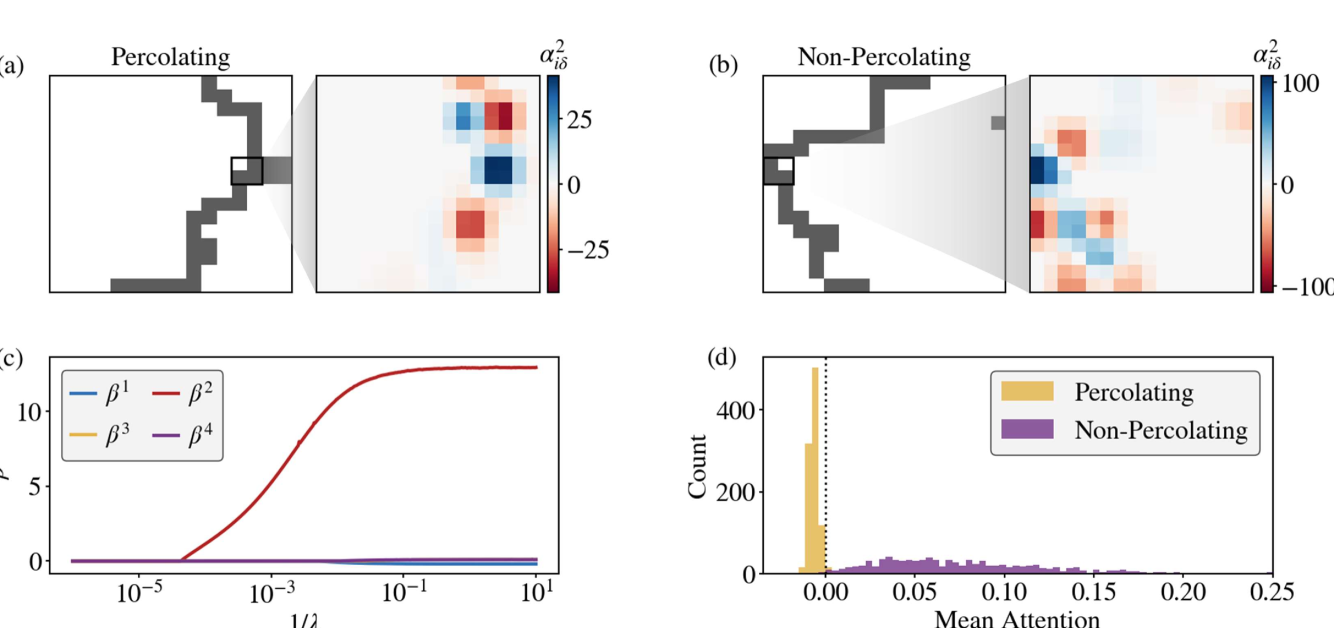 (a)
Percolating
α²ᵢδ
25
0
−25
(b)
Non-Percolating
α²ᵢδ
100
0
−100
(c)
β¹
β²
β³
β⁴
10
5
0
10⁻⁵
10⁻³
10⁻¹
10¹
1/λ
(d)
Percolating
Non-Percolating
Count
400
200
0
0.00
0.05
0.10
0.15
0.20
0.25
Mean Attention